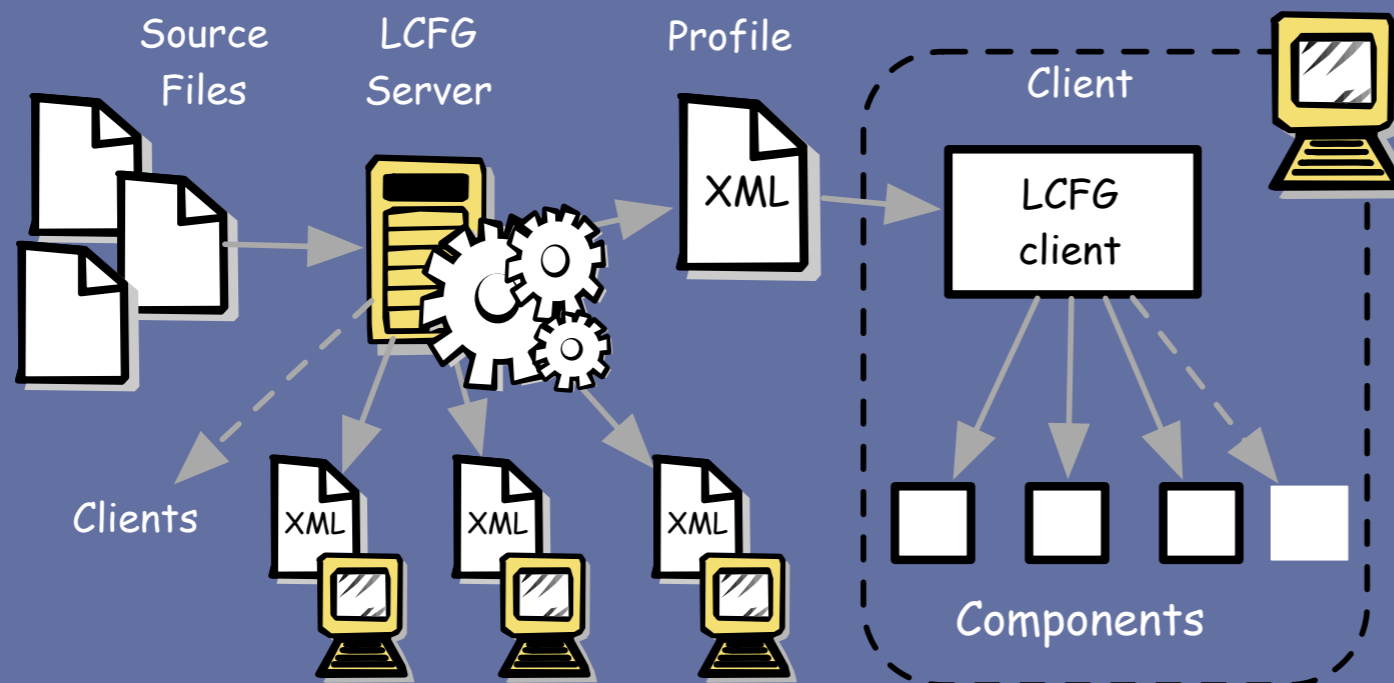 Source
Files
LCFG
Server
Profile
Client
XML
LCFG
client
Clients
XML
XML
XML
Components